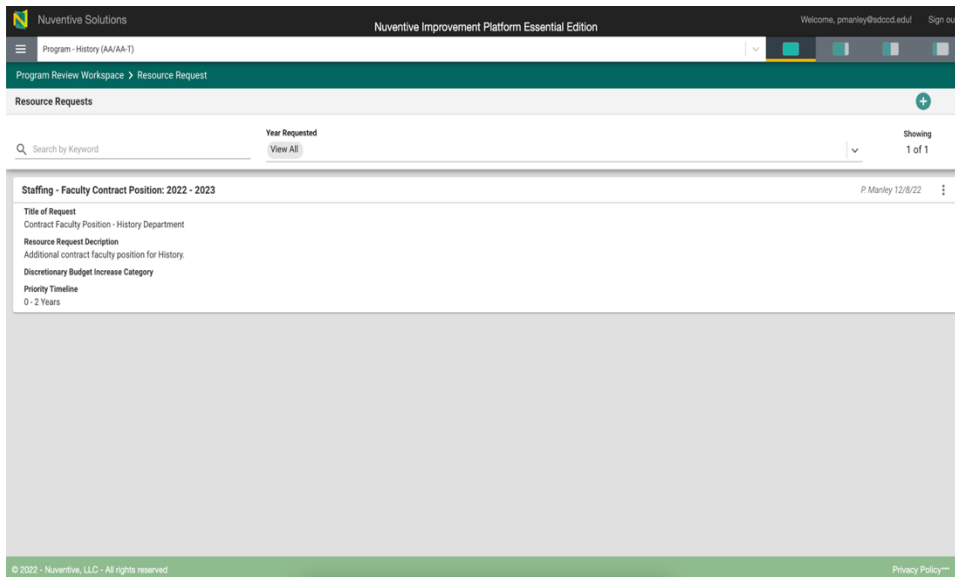 Nuventive Solutions
Nuventive Improvement Platform Essential Edition
Welcome, pmanley@sdccd.edu! Sign ou
Program - History (AA/AA-T)
Program Review Workspace > Resource Request
Resource Requests
Year Requested
Showing
Search by Keyword
View All
1 of 1
Staffing - Faculty Contract Position: 2022 - 2023
P. Manley 12/8/22
Title of Request
Contract Faculty Position - History Department
Resource Request Decription
Additional contract faculty position for History.
Discretionary Budget Increase Category
Priority Timeline
0 - 2 Years
© 2022 - Nuventive, LLC - All rights reserved
Privacy Policy